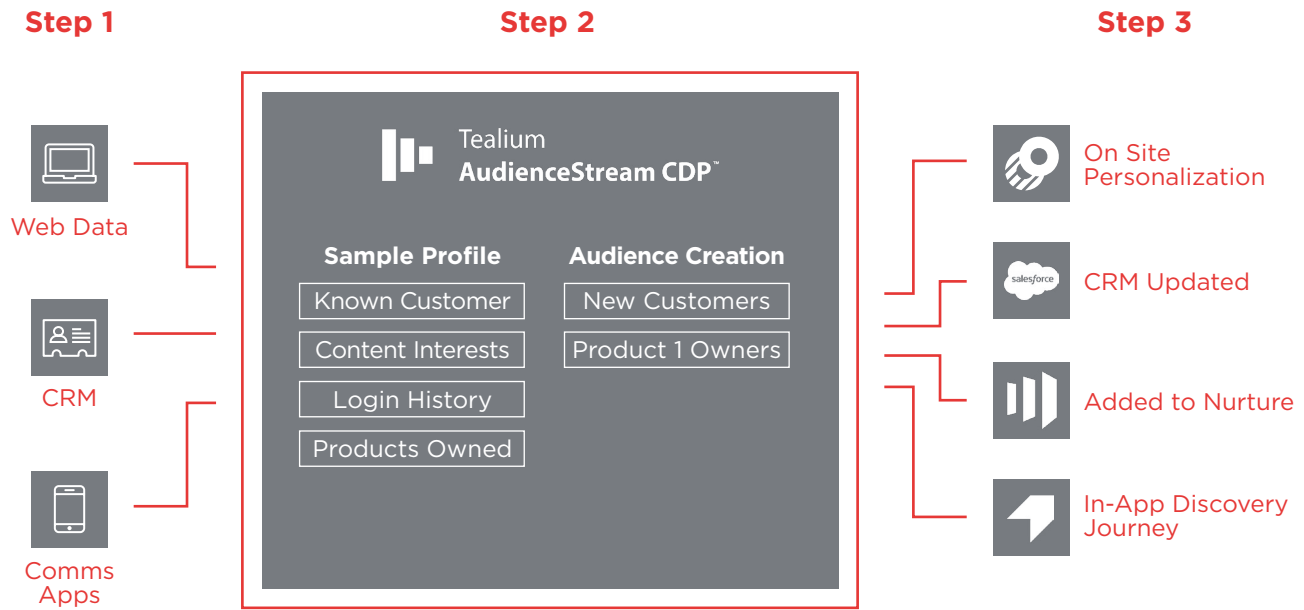 Step 1
Step 2
Step 3
Web Data
CRM
Comms
Apps
Tealium
AudienceStream CDP™
Sample Profile
Known Customer
Content Interests
Login History
Products Owned
Audience Creation
New Customers
Product 1 Owners
On Site
Personalization
salesforce
CRM Updated
Added to Nurture
In-App Discovery
Journey